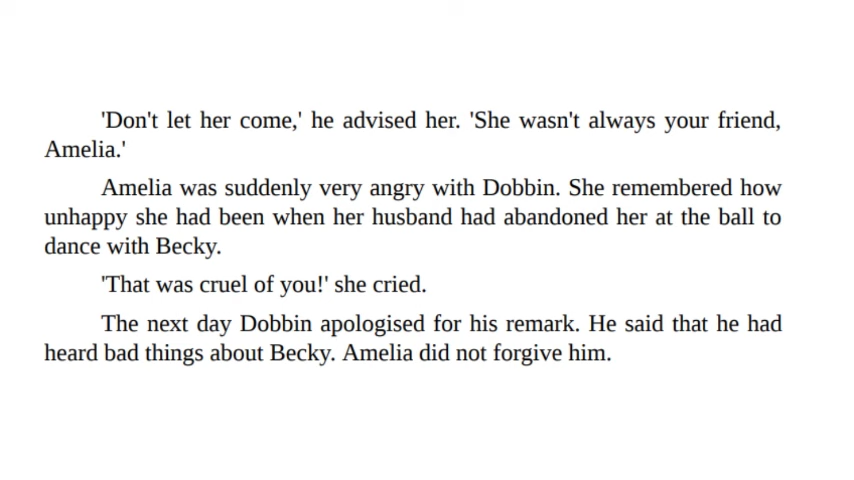 'Don't let her come,' he advised her. 'She wasn't always your friend,
Amelia.'
Amelia was suddenly very angry with Dobbin. She remembered how
unhappy she had been when her husband had abandoned her at the ball to
dance with Becky.
'That was cruel of you!' she cried.
The next day Dobbin apologised for his remark. He said that he had
heard bad things about Becky. Amelia did not forgive him.